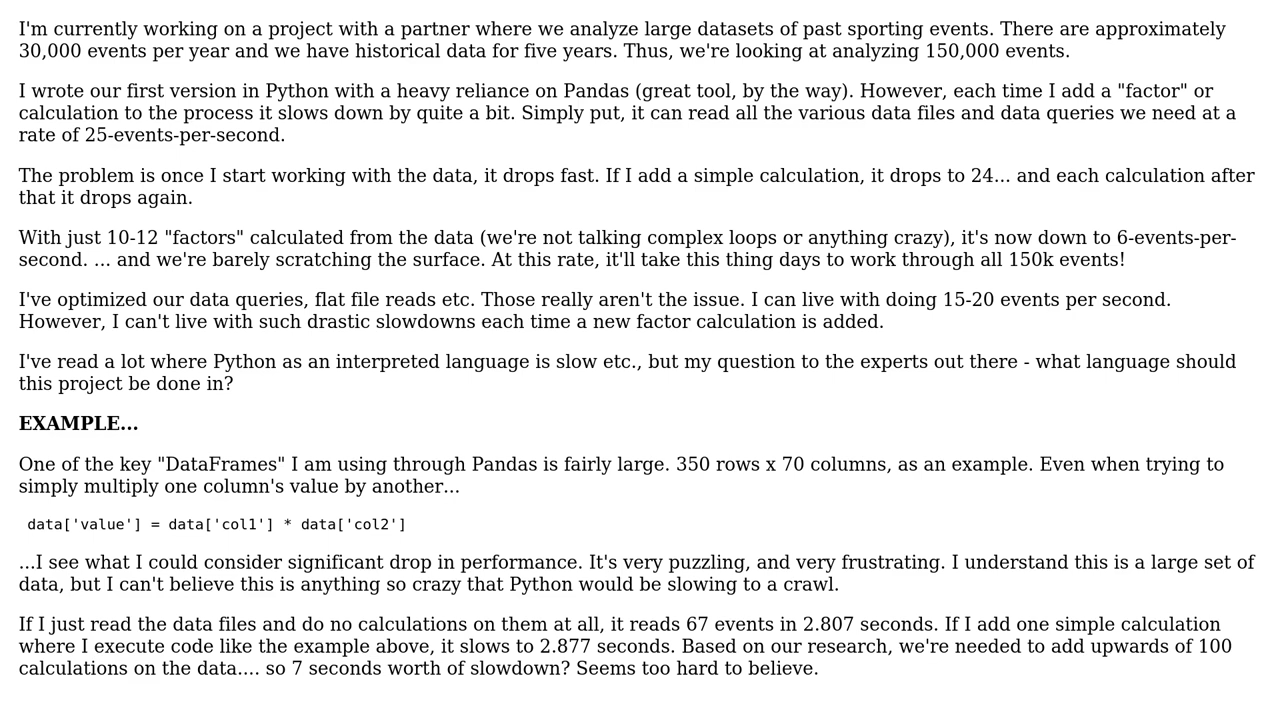 I'm currently working on a project with a partner where we analyze large datasets of past sporting events. There are approximately
30,000 events per year and we have historical data for five years. Thus, we're looking at analyzing 150,000 events.
I wrote our first version in Python with a heavy reliance on Pandas (great tool, by the way). However, each time I add a "factor" or
calculation to the process it slows down by quite a bit. Simply put, it can read all the various data files and data queries we need at a
rate of 25-events-per-second.
The problem is once I start working with the data, it drops fast. If I add a simple calculation, it drops to 24... and each calculation after
that it drops again.
With just 10-12 "factors" calculated from the data (we're not talking complex loops or anything crazy), it's now down to 6-events-per-
second. ... and we're barely scratching the surface. At this rate, it'll take this thing days to work through all 150k events!
I've optimized our data queries, flat file reads etc. Those really aren't the issue. I can live with doing 15-20 events per second.
However, I can't live with such drastic slowdowns each time a new factor calculation is added.
I've read a lot where Python as an interpreted language is slow etc., but my question to the experts out there - what language should
this project be done in?
EXAMPLE...
One of the key "DataFrames" I am using through Pandas is fairly large. 350 rows x 70 columns, as an example. Even when trying to
simply multiply one column's value by another...
data['value'] = data['col1'] * data['col2']
...I see what I could consider significant drop in performance. It's very puzzling, and very frustrating. I understand this is a large set of
data, but I can't believe this is anything so crazy that Python would be slowing to a crawl.
If I just read the data files and do no calculations on them at all, it reads 67 events in 2.807 seconds. If I add one simple calculation
where I execute code like the example above, it slows to 2.877 seconds. Based on our research, we're needed to add upwards of 100
calculations on the data.... so 7 seconds worth of slowdown? Seems too hard to believe.